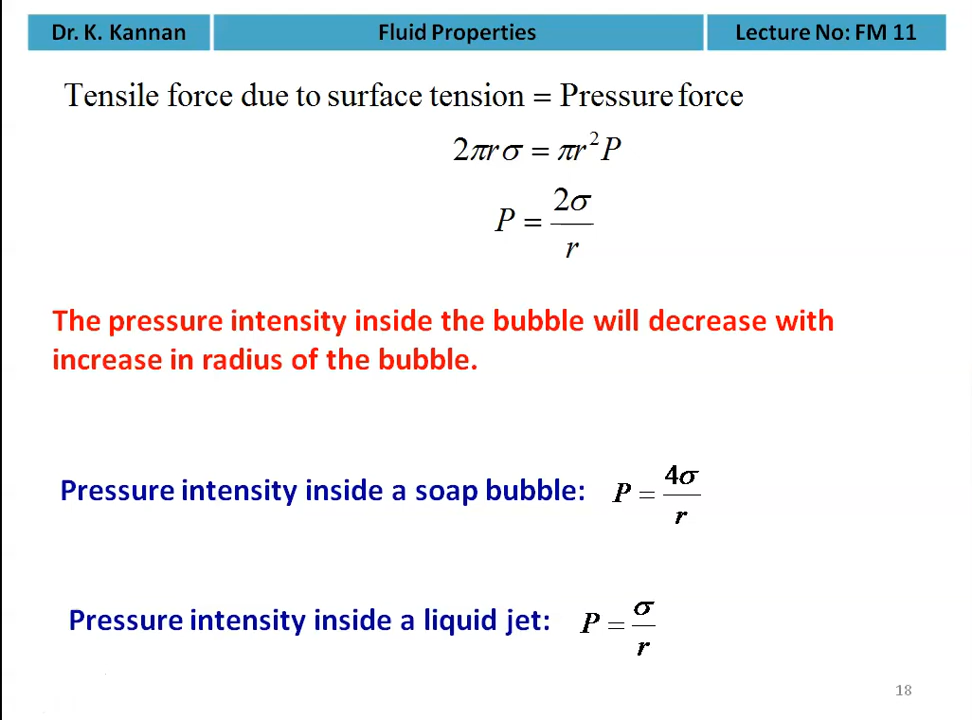 Dr. K. Kannan
Fluid Properties
Lecture No: FM 11
Tensile force due to surface tension = Pressure force
2πrσ = πr²P
P = 2σ/r
The pressure intensity inside the bubble will decrease with
increase in radius of the bubble.
Pressure intensity inside a soap bubble: P = 4σ/r
Pressure intensity inside a liquid jet: P = σ/r
18